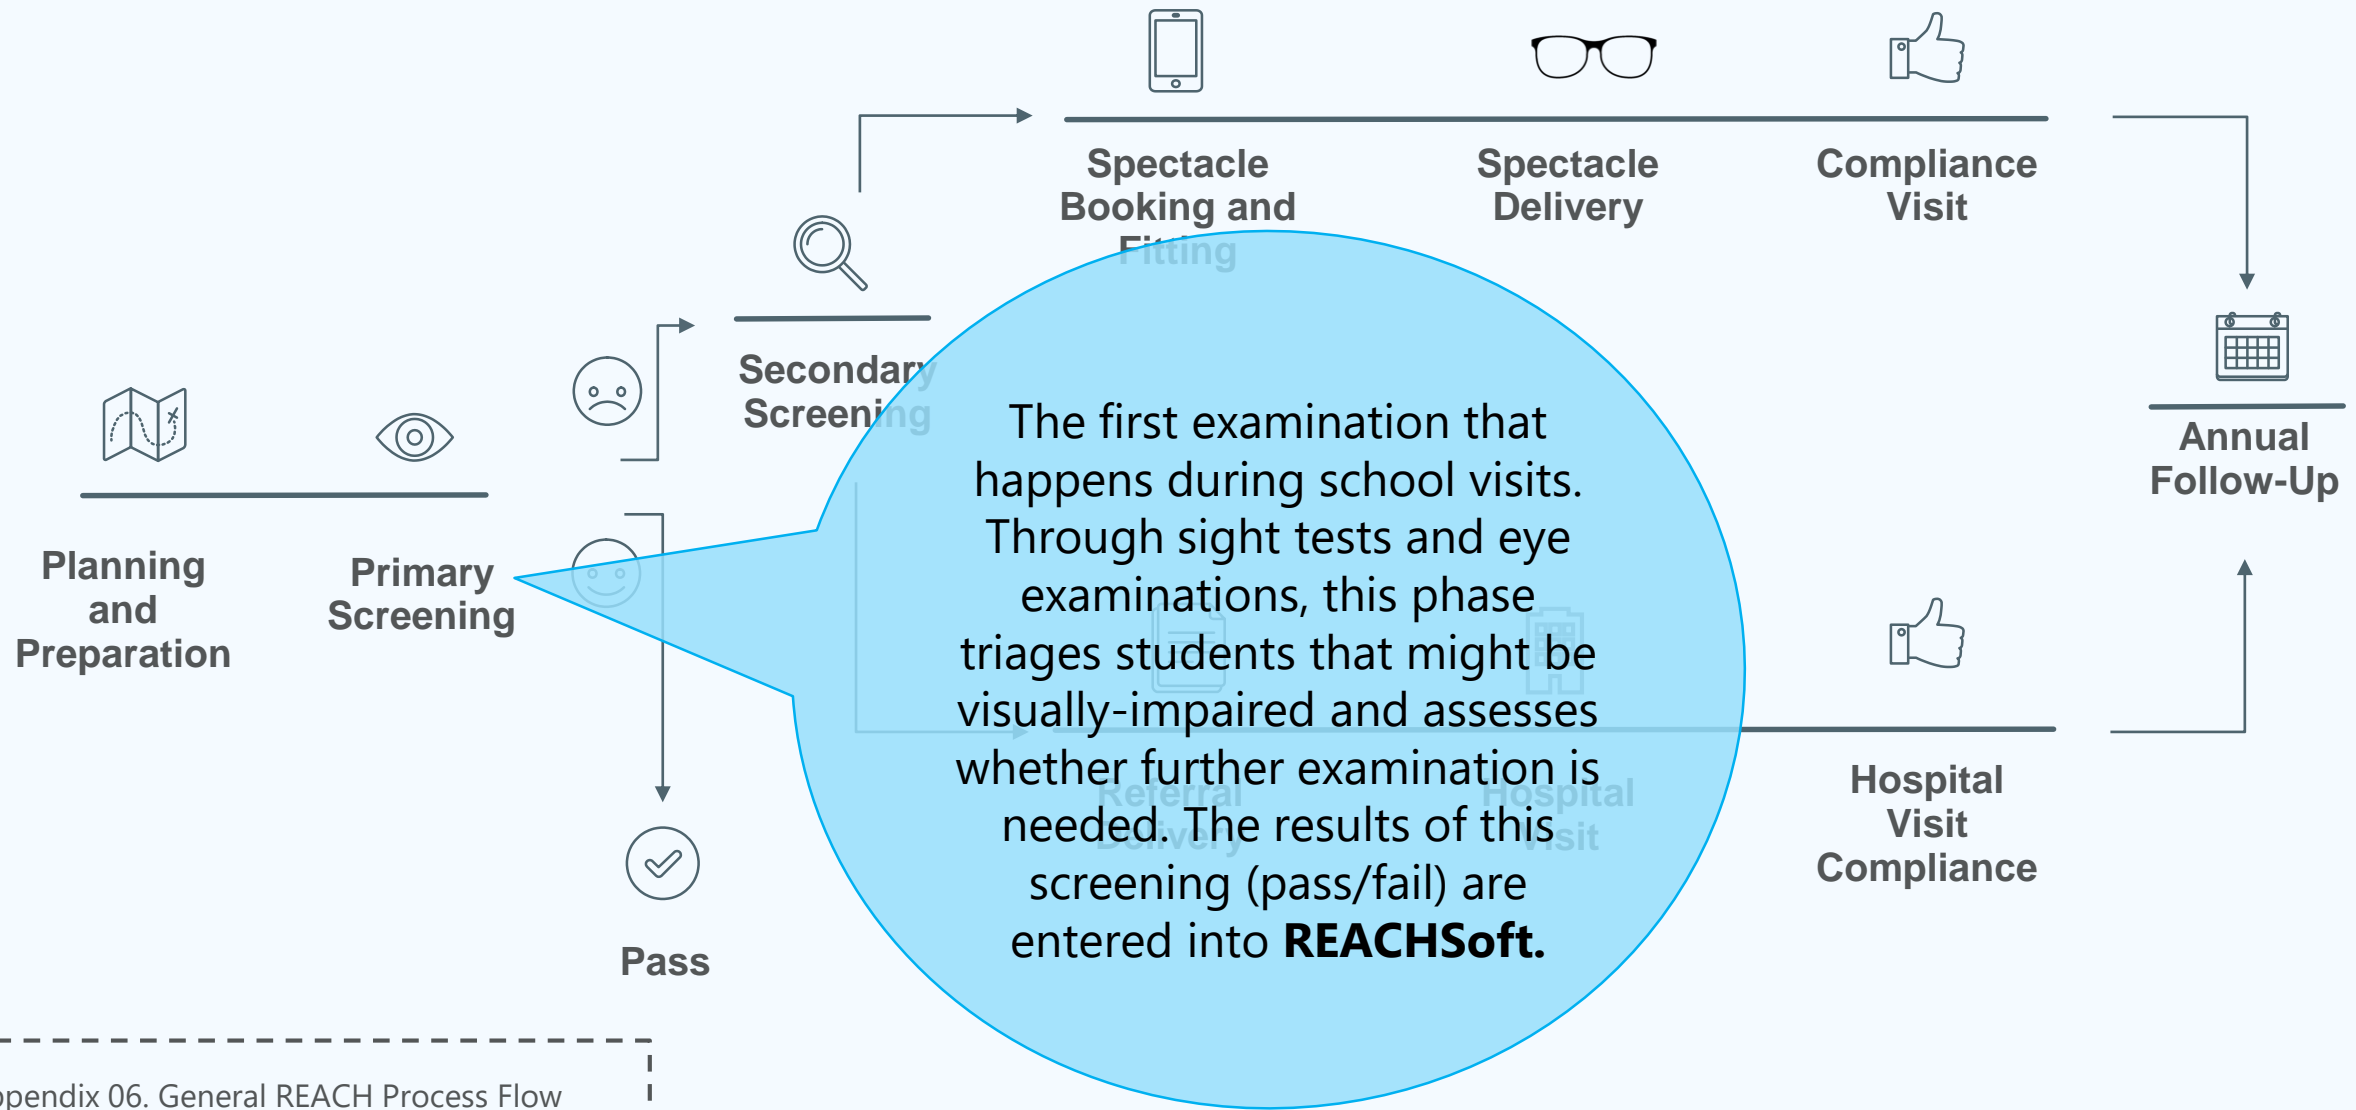 Spectacle
Booking and
Fitting
Spectacle
Delivery
Compliance
Visit
Secondary
Screening
Annual
Follow-Up
Planning
and
Preparation
Primary
Screening
The first examination that
happens during school visits.
Through sight tests and eye
examinations, this phase
triages students that might be
visually-impaired and assesses
whether further examination is
needed. The results of this
screening (pass/fail) are
entered into REACHSoft.
Referral
Delivery
Hospital
Visit
Hospital
Visit
Compliance
Pass
06. General REACH Process Flow